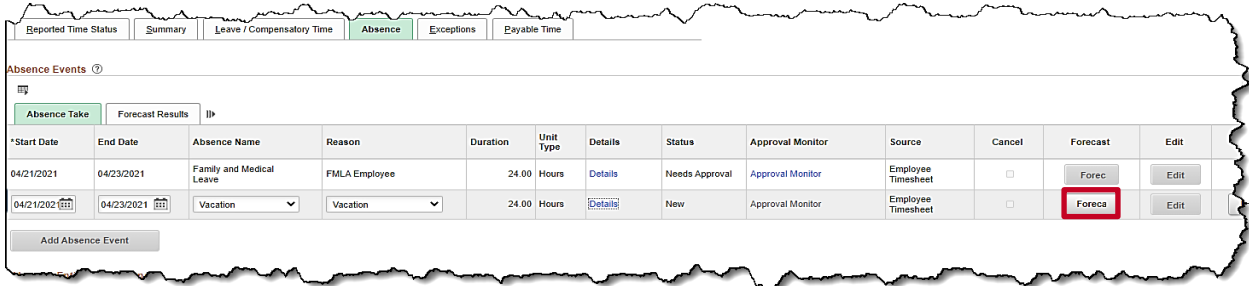 Reported Time Status Summary Leave / Compensatory Time Absence Exceptions Payable Time
Absence Events ?
Absence Take Forecast Results
*Start Date End Date Absence Name Reason Duration Unit Type Details Status Approval Monitor Source Cancel Forecast Edit
04/21/2021 04/23/2021 Family and Medical Leave FMLA Employee 24.00 Hours Details Needs Approval Approval Monitor Employee Timesheet Forec Edit
04/21/2021 04/23/2021 Vacation Vacation 24.00 Hours Details New Approval Monitor Employee Timesheet Foreca Edit
Add Absence Event